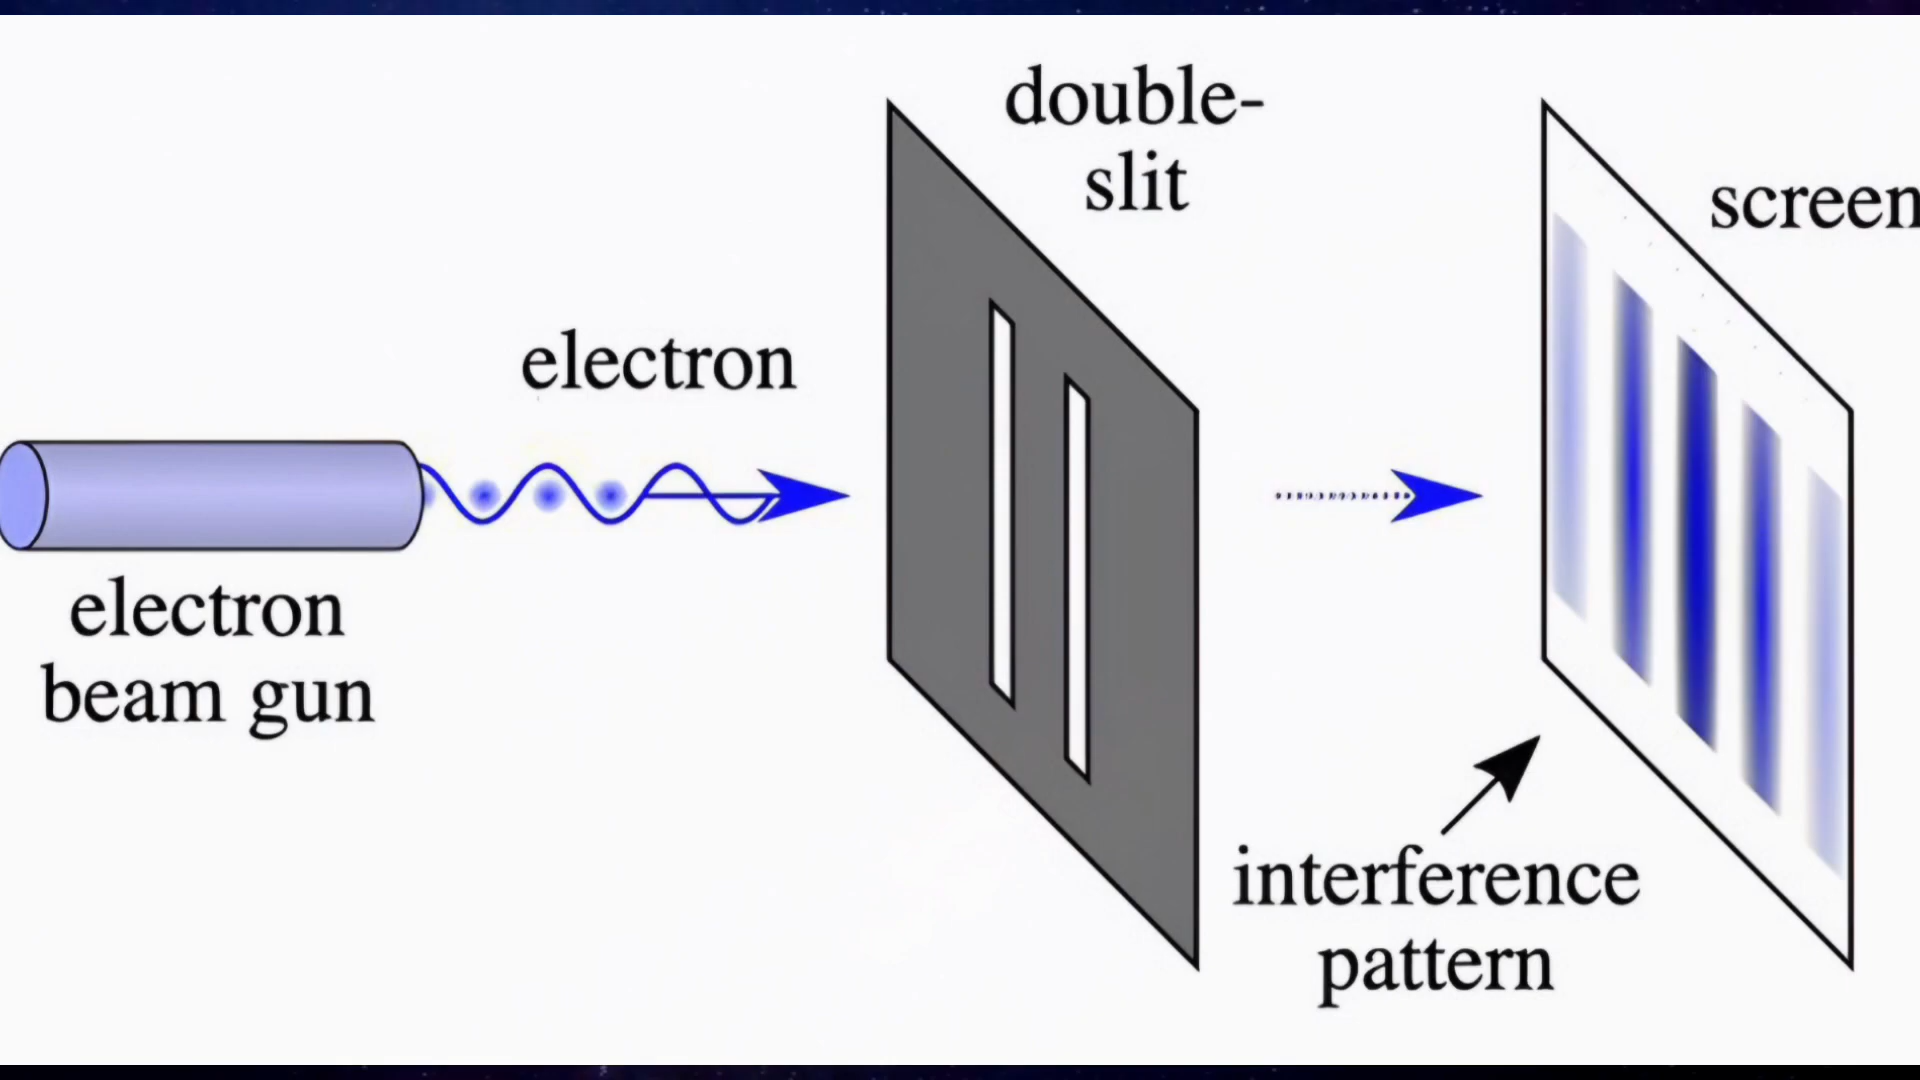 double-
slit
screen
electron
electron
beam gun
interference
pattern